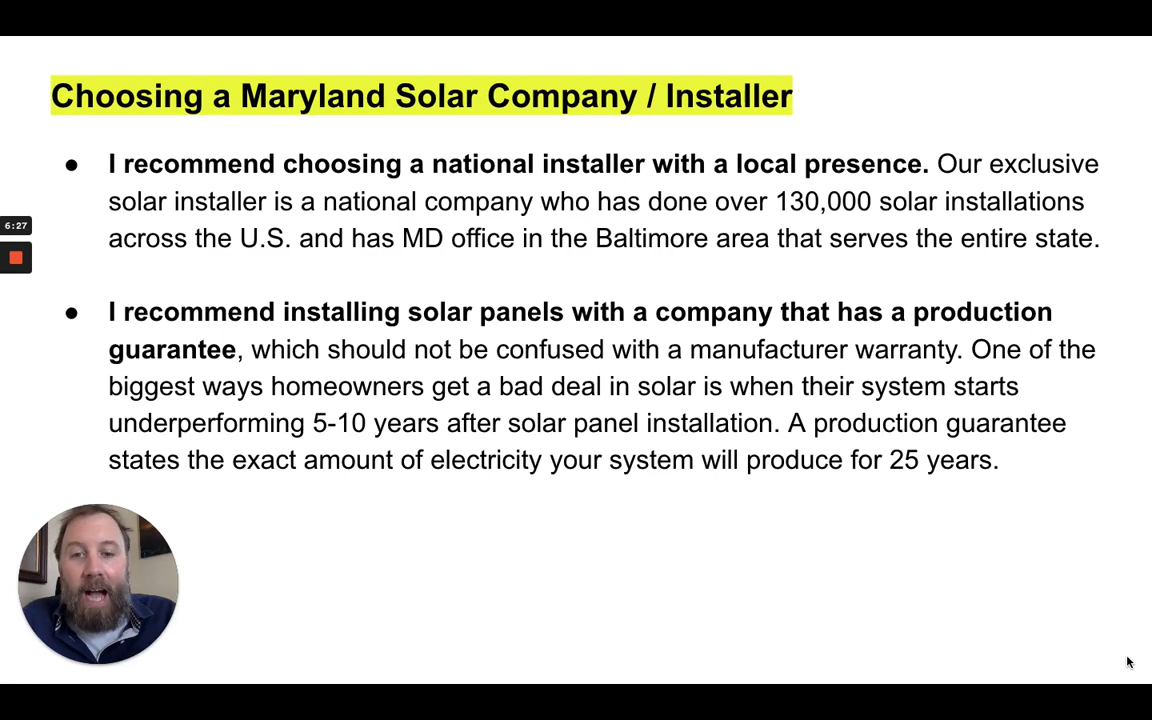 Choosing a Maryland Solar Company / Installer
● I recommend choosing a national installer with a local presence. Our exclusive
solar installer is a national company who has done over 130,000 solar installations
across the U.S. and has MD office in the Baltimore area that serves the entire state.
6:27
● I recommend installing solar panels with a company that has a production
guarantee, which should not be confused with a manufacturer warranty. One of the
biggest ways homeowners get a bad deal in solar is when their system starts
underperforming 5-10 years after solar panel installation. A production guarantee
states the exact amount of electricity your system will produce for 25 years.